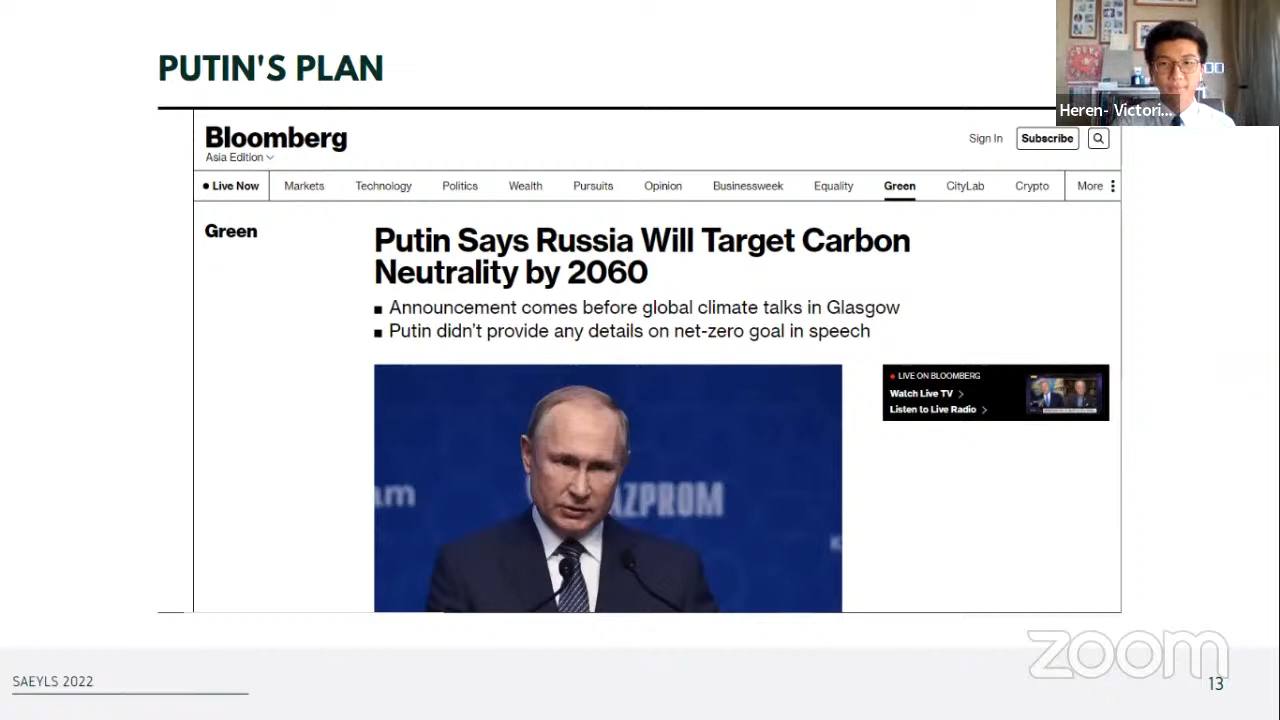 PUTIN'S PLAN
Heren- Victori...
Bloomberg
Asia Edition
Sign In
Subscribe
Live Now
Markets
Technology
Politics
Wealth
Pursuits
Opinion
Businessweek
Equality
Green
CityLab
Crypto
More
Green
Putin Says Russia Will Target Carbon
Neutrality by 2060
Announcement comes before global climate talks in Glasgow
Putin didn't provide any details on net-zero goal in speech
LIVE ON BLOOMBERG
Watch Live TV
Listen to Live Radio
am
AZPROM
K
zoom
SAEYLS 2022
13